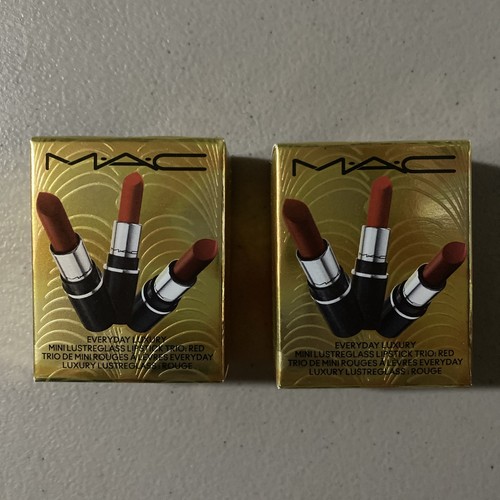 M·A·C
EVERYDAY LUXURY
MINI LUSTREGLASS LIPSTICK TRIO: RED
TRIO DE MINI ROUGES À LÈVRES EVERYDAY
LUXURY LUSTREGLASS : ROUGE
M·A·C
EVERYDAY LUXURY
MINI LUSTREGLASS LIPSTICK TRIO: RED
TRIO DE MINI ROUGES À LÈVRES EVERYDAY
LUXURY LUSTREGLASS : ROUGE